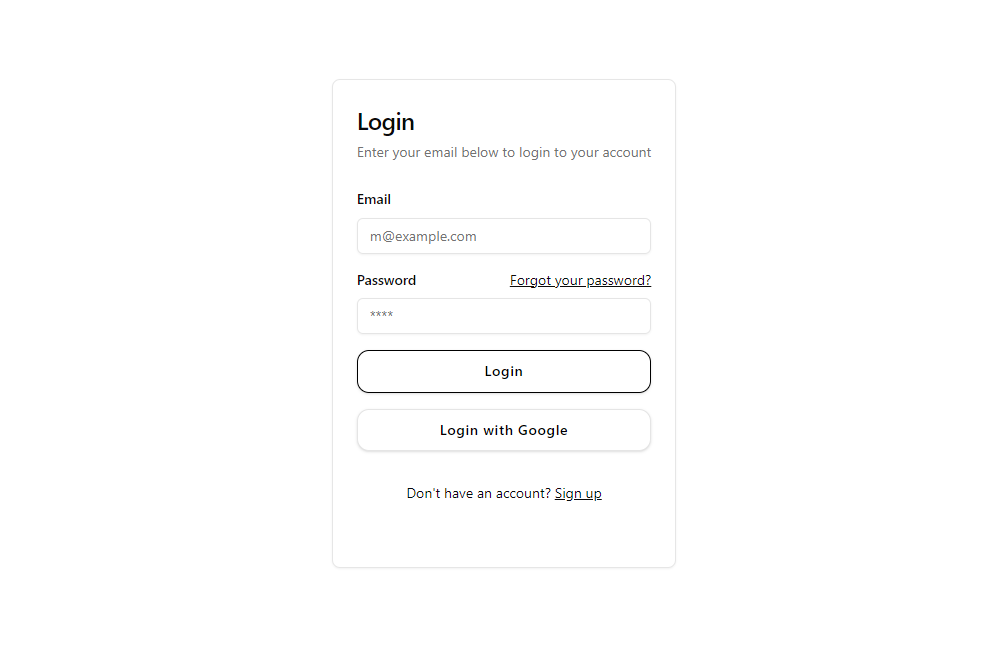 Login
Enter your email below to login to your account
Email
m@example.com
Password Forgot your password?
****
Login
Login with Google
Don't have an account? Sign up